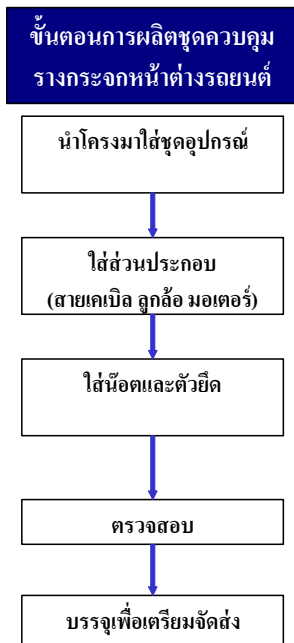 ขั้นตอนการผลิตชุดควบคุม
รางกระจกหน้าต่างรถยนต์
นำโครงมาใส่ชุดอุปกรณ์
ใส่ส่วนประกอบ
(สายเคเบิล ลูกล้อ มอเตอร์)
ใส่น๊อตและตัวยึด
ตรวจสอบ
บรรจุเพื่อเตรียมจัดส่ง